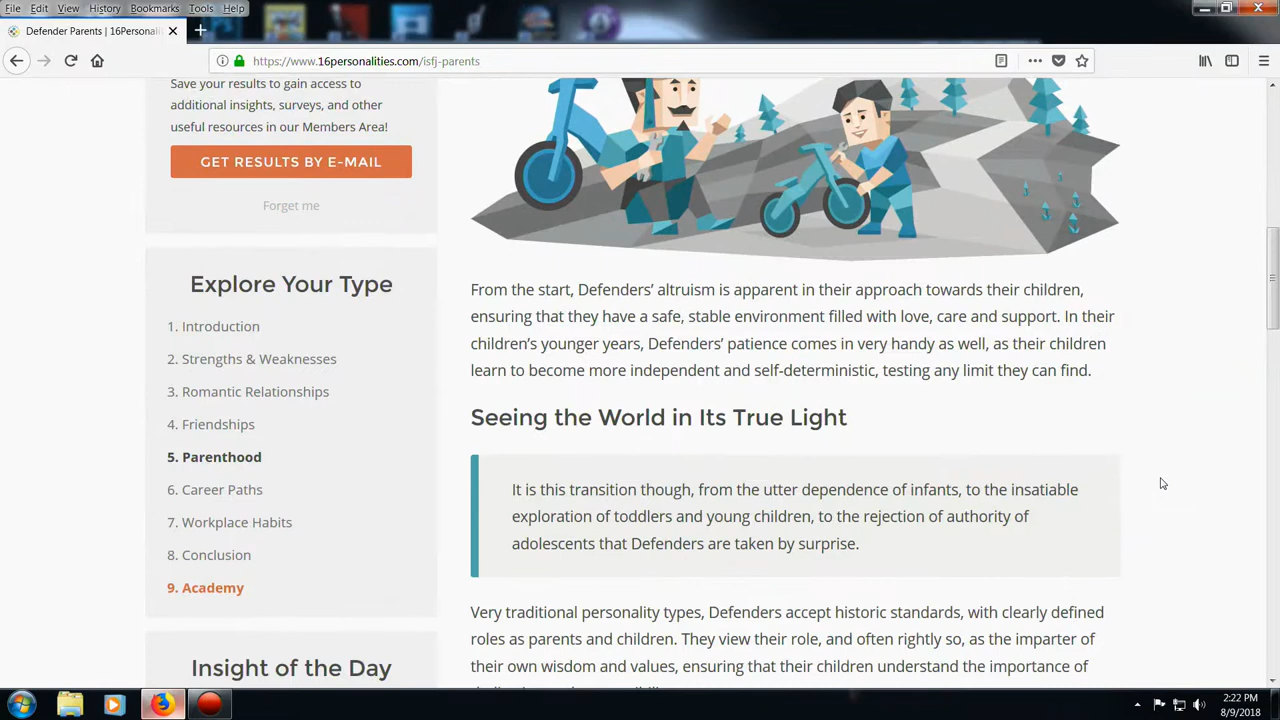 File Edit View History Bookmarks Tools Help
Defender Parents | 16Personali
https://www.16personalities.com/isfj-parents
Save your results to gain access to
additional insights, surveys, and other
useful resources in our Members Area!
GET RESULTS BY E-MAIL
Forget me
Explore Your Type
1. Introduction
2. Strengths & Weaknesses
3. Romantic Relationships
4. Friendships
5. Parenthood
6. Career Paths
7. Workplace Habits
8. Conclusion
9. Academy
Insight of the Day
From the start, Defenders’ altruism is apparent in their approach towards their children,
ensuring that they have a safe, stable environment filled with love, care and support. In their
children’s younger years, Defenders’ patience comes in very handy as well, as their children
learn to become more independent and self-deterministic, testing any limit they can find.
Seeing the World in Its True Light
It is this transition though, from the utter dependence of infants, to the insatiable
exploration of toddlers and young children, to the rejection of authority of
adolescents that Defenders are taken by surprise.
Very traditional personality types, Defenders accept historic standards, with clearly defined
roles as parents and children. They view their role, and often rightly so, as the imparter of
their own wisdom and values, ensuring that their children understand the importance of
2:22 PM
8/9/2018